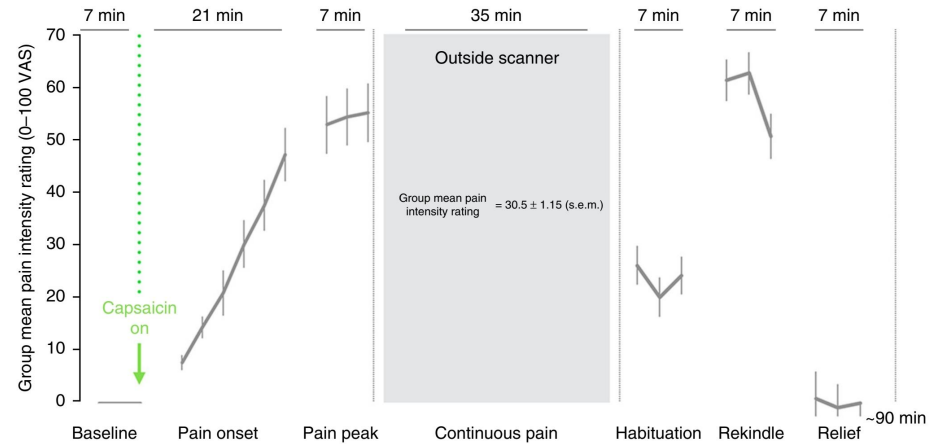 7 min
21 min
7 min
35 min
7 min
7 min
7 min
Group mean pain intensity rating (0–100 VAS)
70
60
50
40
30
20
10
0
Capsaicin
on
Outside scanner
Group mean pain
intensity rating
= 30.5 ± 1.15 (s.e.m.)
~90 min
Baseline
Pain onset
Pain peak
Continuous pain
Habituation
Rekindle
Relief